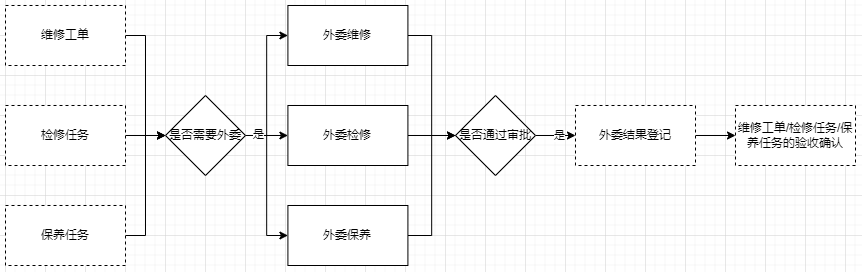 维修工单
外委维修
检修任务
是否需要外委
是
外委检修
是否通过审批
是
外委结果登记
维修工单/检修任务/保
养任务的验收确认
保养任务
外委保养